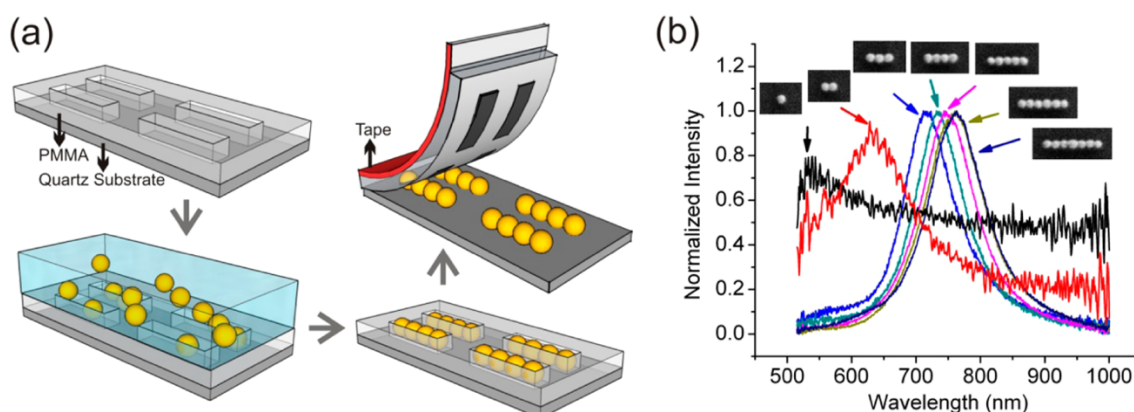 (a)
PMMA
Quartz Substrate
Tape
(b)
Normalized Intensity
1.2
1.0
0.8
0.6
0.4
0.2
0.0
500 600 700 800 900 1000
Wavelength (nm)